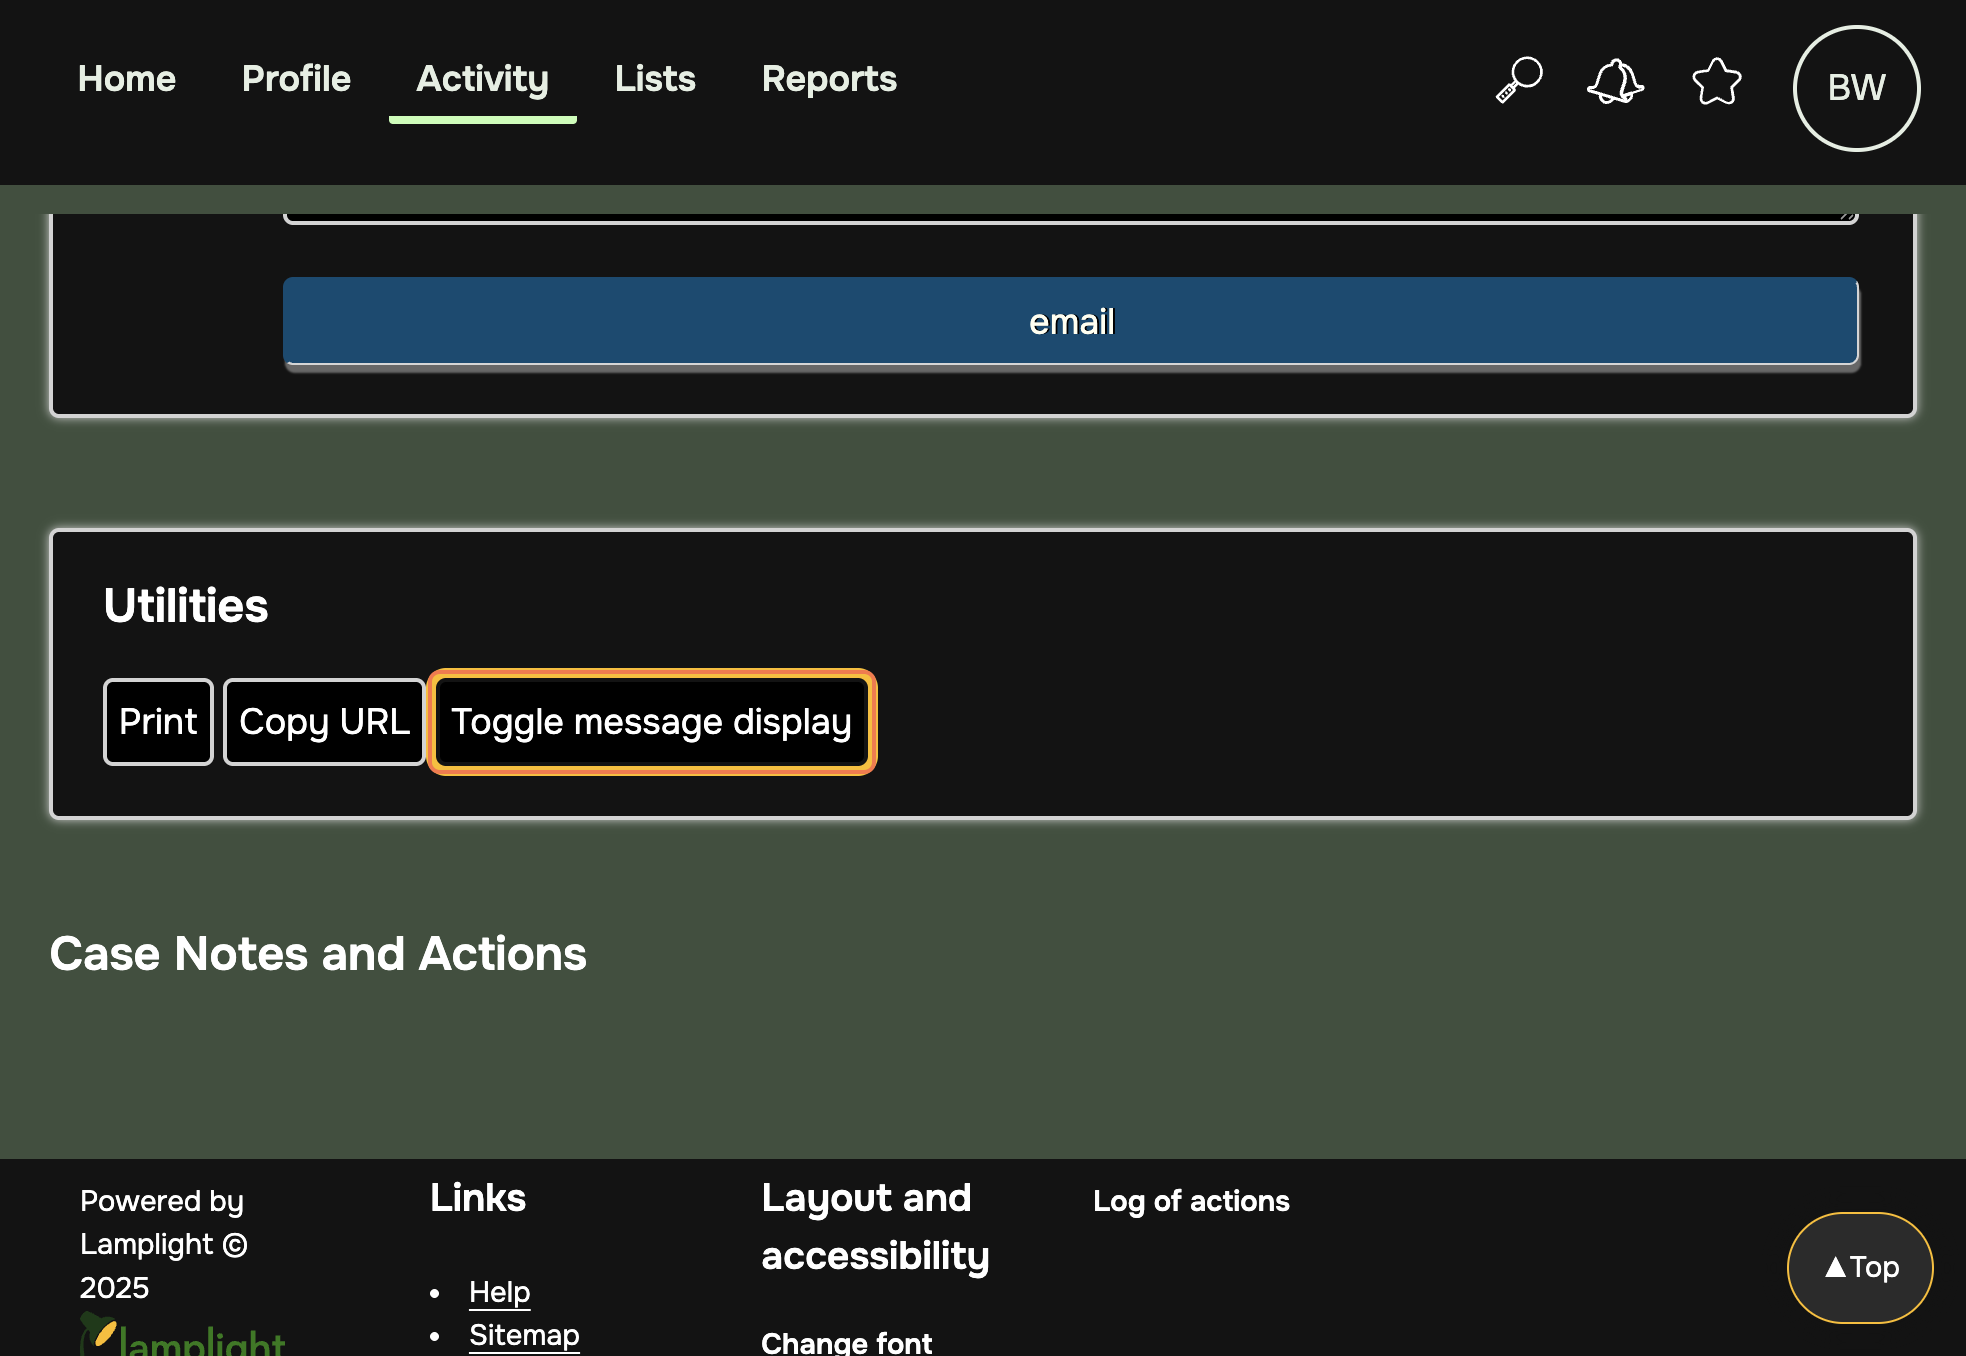 Home Profile Activity Lists Reports BW
email
Utilities
Print Copy URL Toggle message display
Case Notes and Actions
Powered by
Lamplight ©
2025
lamplight
Links
• Help
• Sitemap
Layout and
accessibility
Change font
Log of actions
▲Top